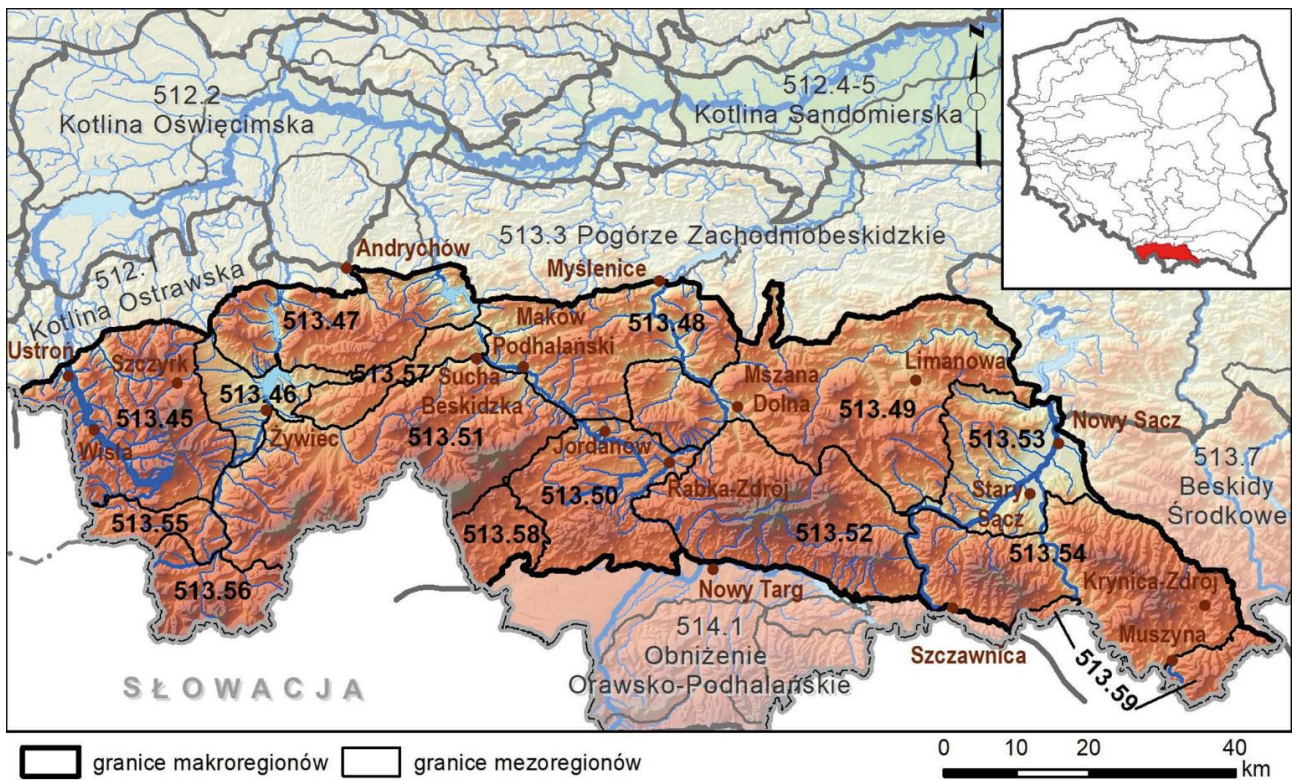 512.2
Kotlina Oświęcimska
512.4-5
Kotlina Sandomierska
N
512.1
Kotlina Ostrawska
Andrychów
513.3 Pogórze Zachodniobeskidzkie
Myślenice
Ustroń
Szczyrk
513.45
Wisła
513.46
Żywiec
513.47
513.57
Maków
Podhalański
Sucha
Beskidzka
513.51
513.48
Mszana
Dolna
Limanowa
513.49
Jordanów
513.50
Rabka-Zdrój
513.53
Nowy Sącz
Stary
Sącz
513.7
Beskidy
Środkowe
513.55
513.56
513.58
513.52
513.54
Krynica-Zdrój
Nowy Targ
Muszyna
Szczawnica
513.59
514.1
Obniżenie
Orawsko-Podhalańskie
SŁOWACJA
granice makroregionów
granice mezoregionów
0 10 20 40
km